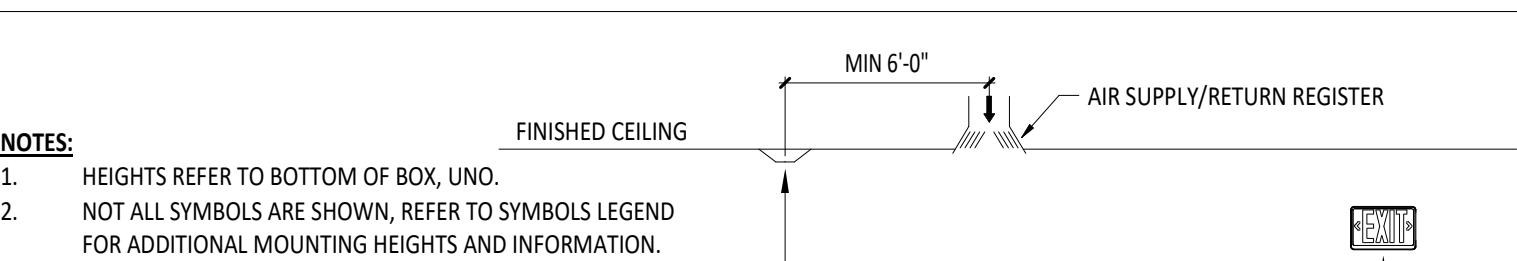 MIN 6'-0"
AIR SUPPLY/RETURN REGISTER
FINISHED CEILING
NOTES:
1. HEIGHTS REFER TO BOTTOM OF BOX, UNO.
2. NOT ALL SYMBOLS ARE SHOWN, REFER TO SYMBOLS LEGEND
FOR ADDITIONAL MOUNTING HEIGHTS AND INFORMATION.
EXIT